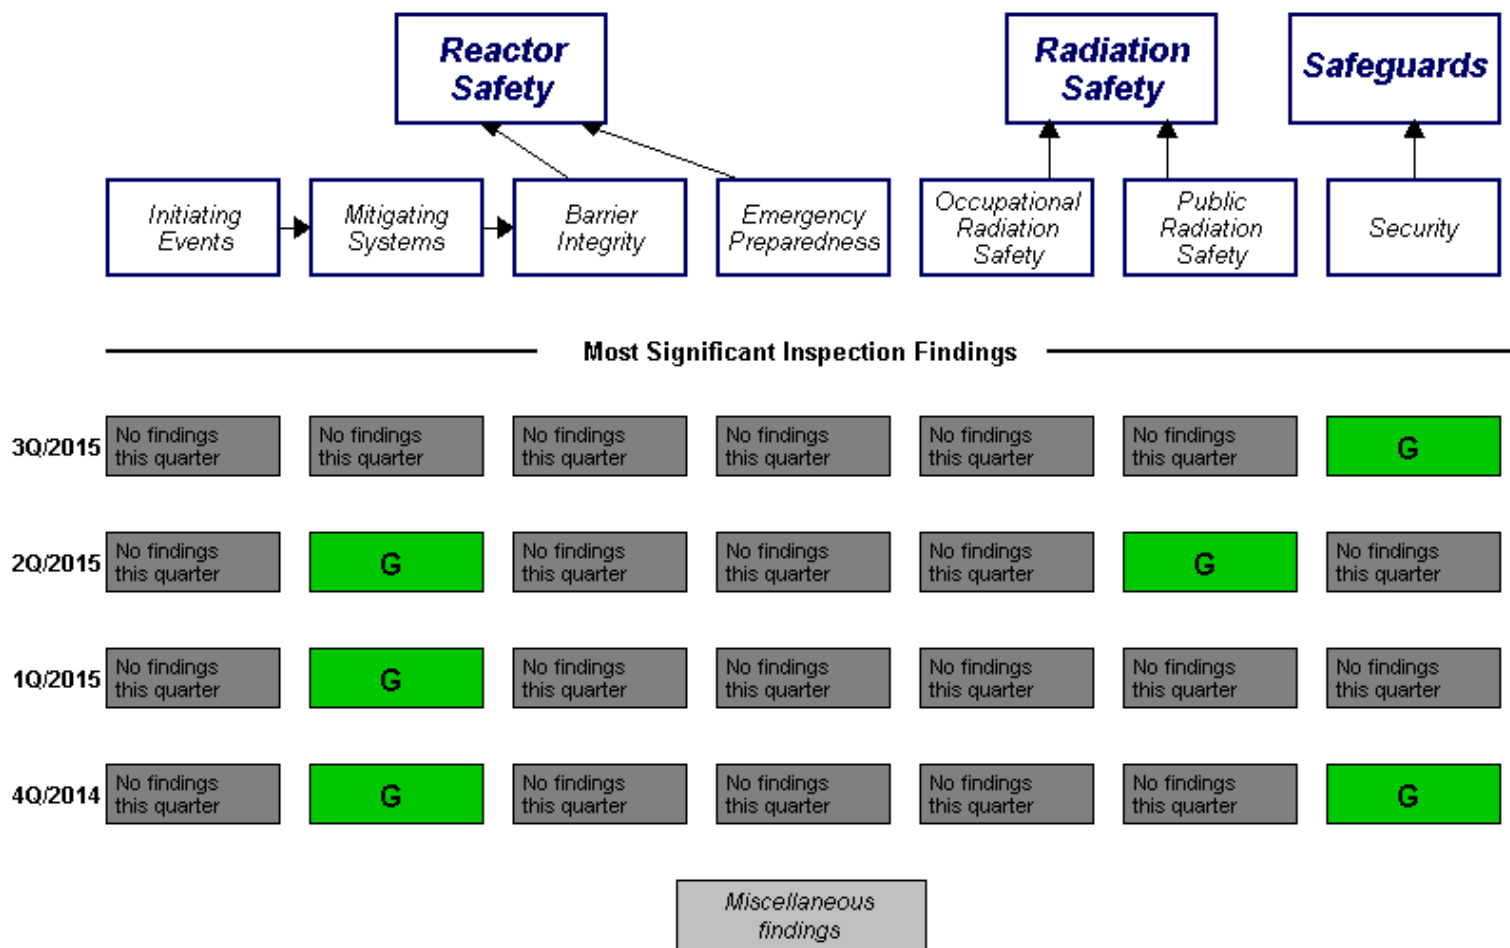 Reactor
Safety
Radiation
Safety
Safeguards
Initiating
Events
Mitigating
Systems
Barrier
Integrity
Emergency
Preparedness
Occupational
Radiation
Safety
Public
Radiation
Safety
Security
Most Significant Inspection Findings
3Q/2015
No findings
this quarter
No findings
this quarter
No findings
this quarter
No findings
this quarter
No findings
this quarter
No findings
this quarter
G
2Q/2015
No findings
this quarter
G
No findings
this quarter
No findings
this quarter
No findings
this quarter
G
No findings
this quarter
1Q/2015
No findings
this quarter
G
No findings
this quarter
No findings
this quarter
No findings
this quarter
No findings
this quarter
No findings
this quarter
4Q/2014
No findings
this quarter
G
No findings
this quarter
No findings
this quarter
No findings
this quarter
No findings
this quarter
G
Miscellaneous
findings